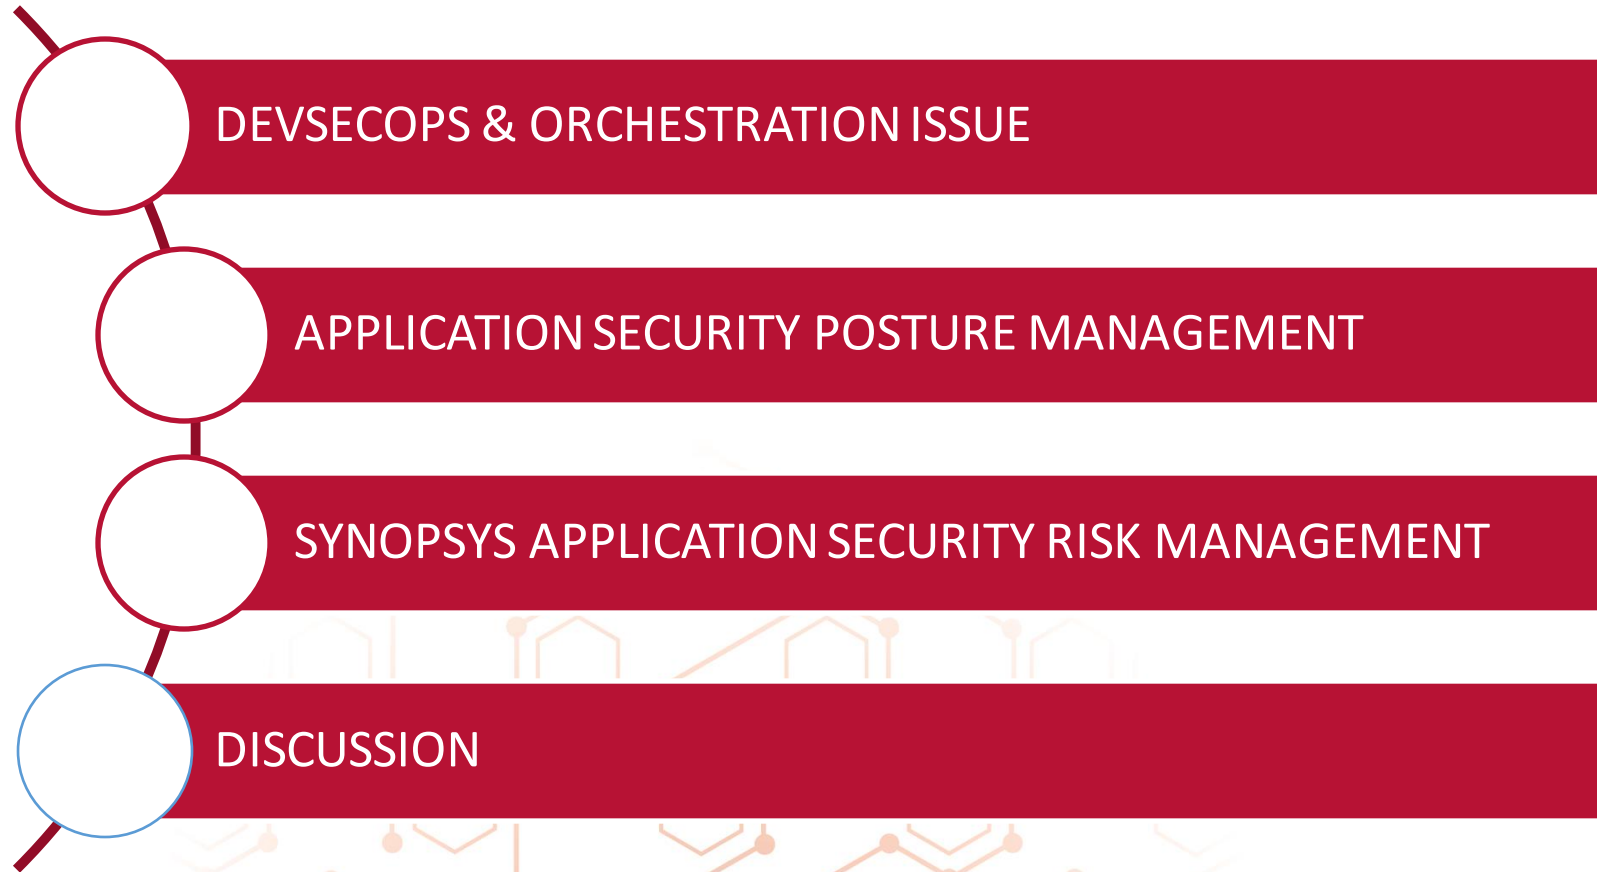 DEVSECOPS & ORCHESTRATION ISSUE
APPLICATION SECURITY POSTURE MANAGEMENT
SYNOPSYS APPLICATION SECURITY RISK MANAGEMENT
DISCUSSION